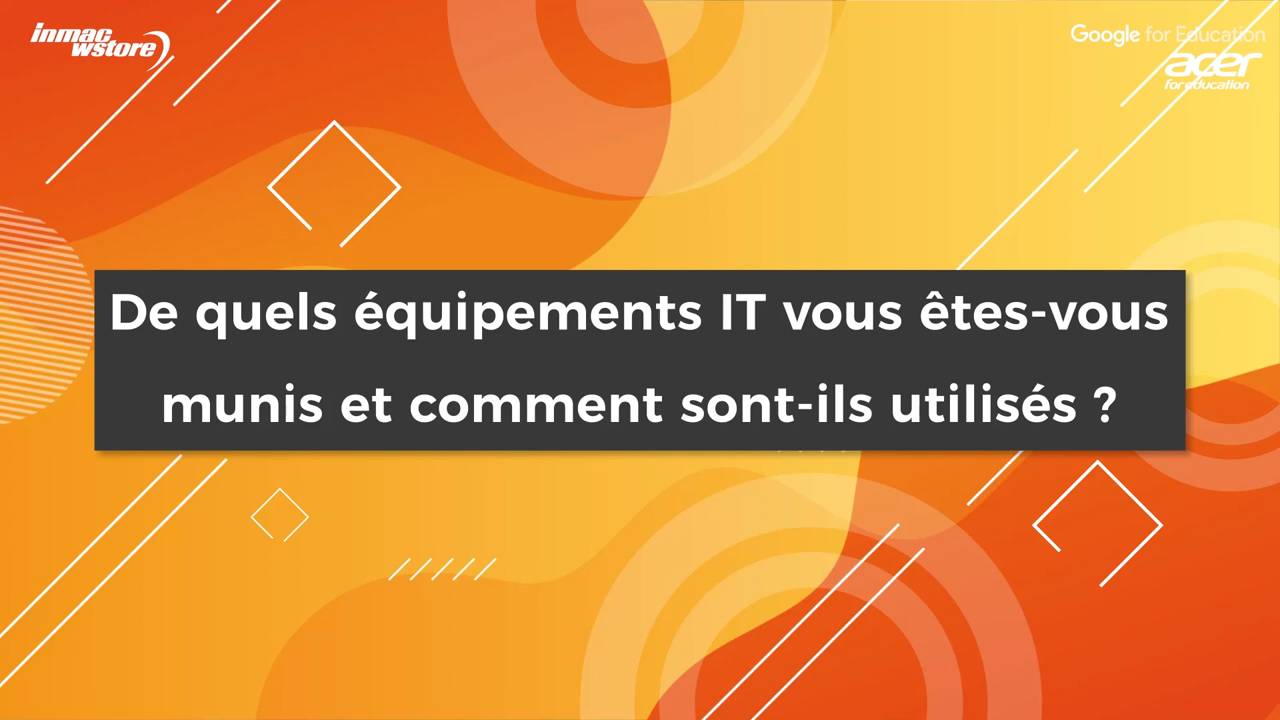 inmac
wstore
Google for Education
acer
for education
De quels équipements IT vous êtes-vous
munis et comment sont-ils utilisés ?